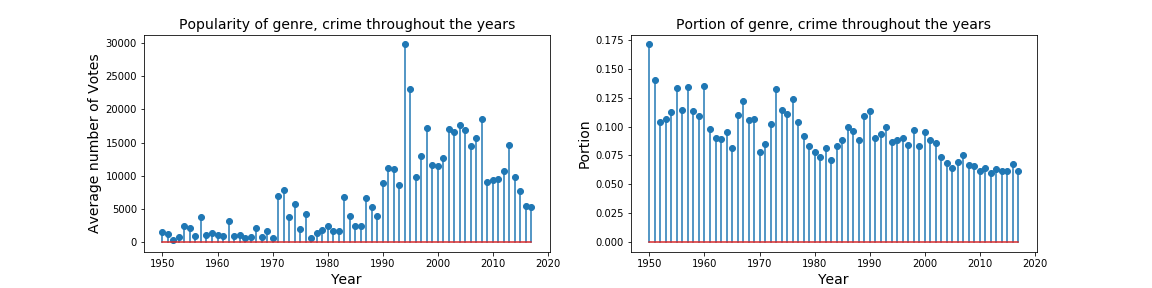 Popularity of genre, crime throughout the years
Average number of Votes
30000
25000
20000
15000
10000
5000
0
1950 1960 1970 1980 1990 2000 2010 2020
Year
Portion of genre, crime throughout the years
Portion
0.175
0.150
0.125
0.100
0.075
0.050
0.025
0.000
1950 1960 1970 1980 1990 2000 2010 2020
Year